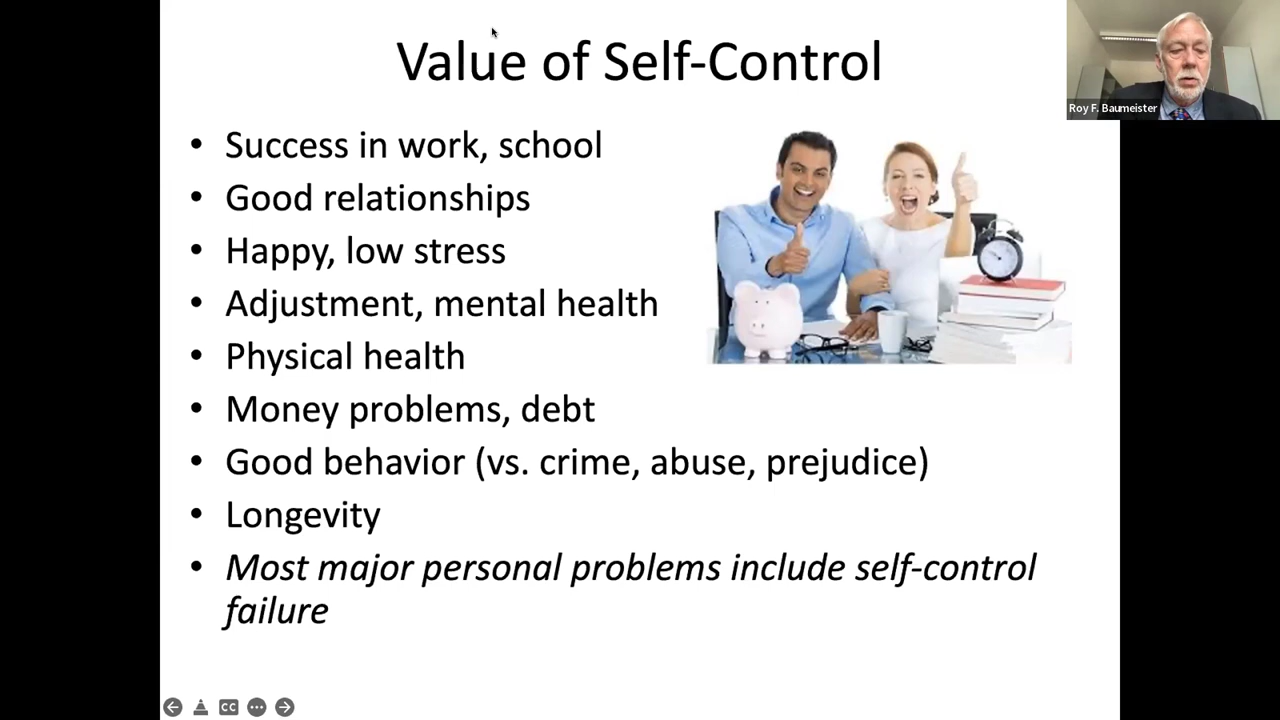 Value of Self-Control
Roy F. Baumeister
• Success in work, school
• Good relationships
• Happy, low stress
• Adjustment, mental health
• Physical health
• Money problems, debt
• Good behavior (vs. crime, abuse, prejudice)
• Longevity
• Most major personal problems include self-control
failure
CC